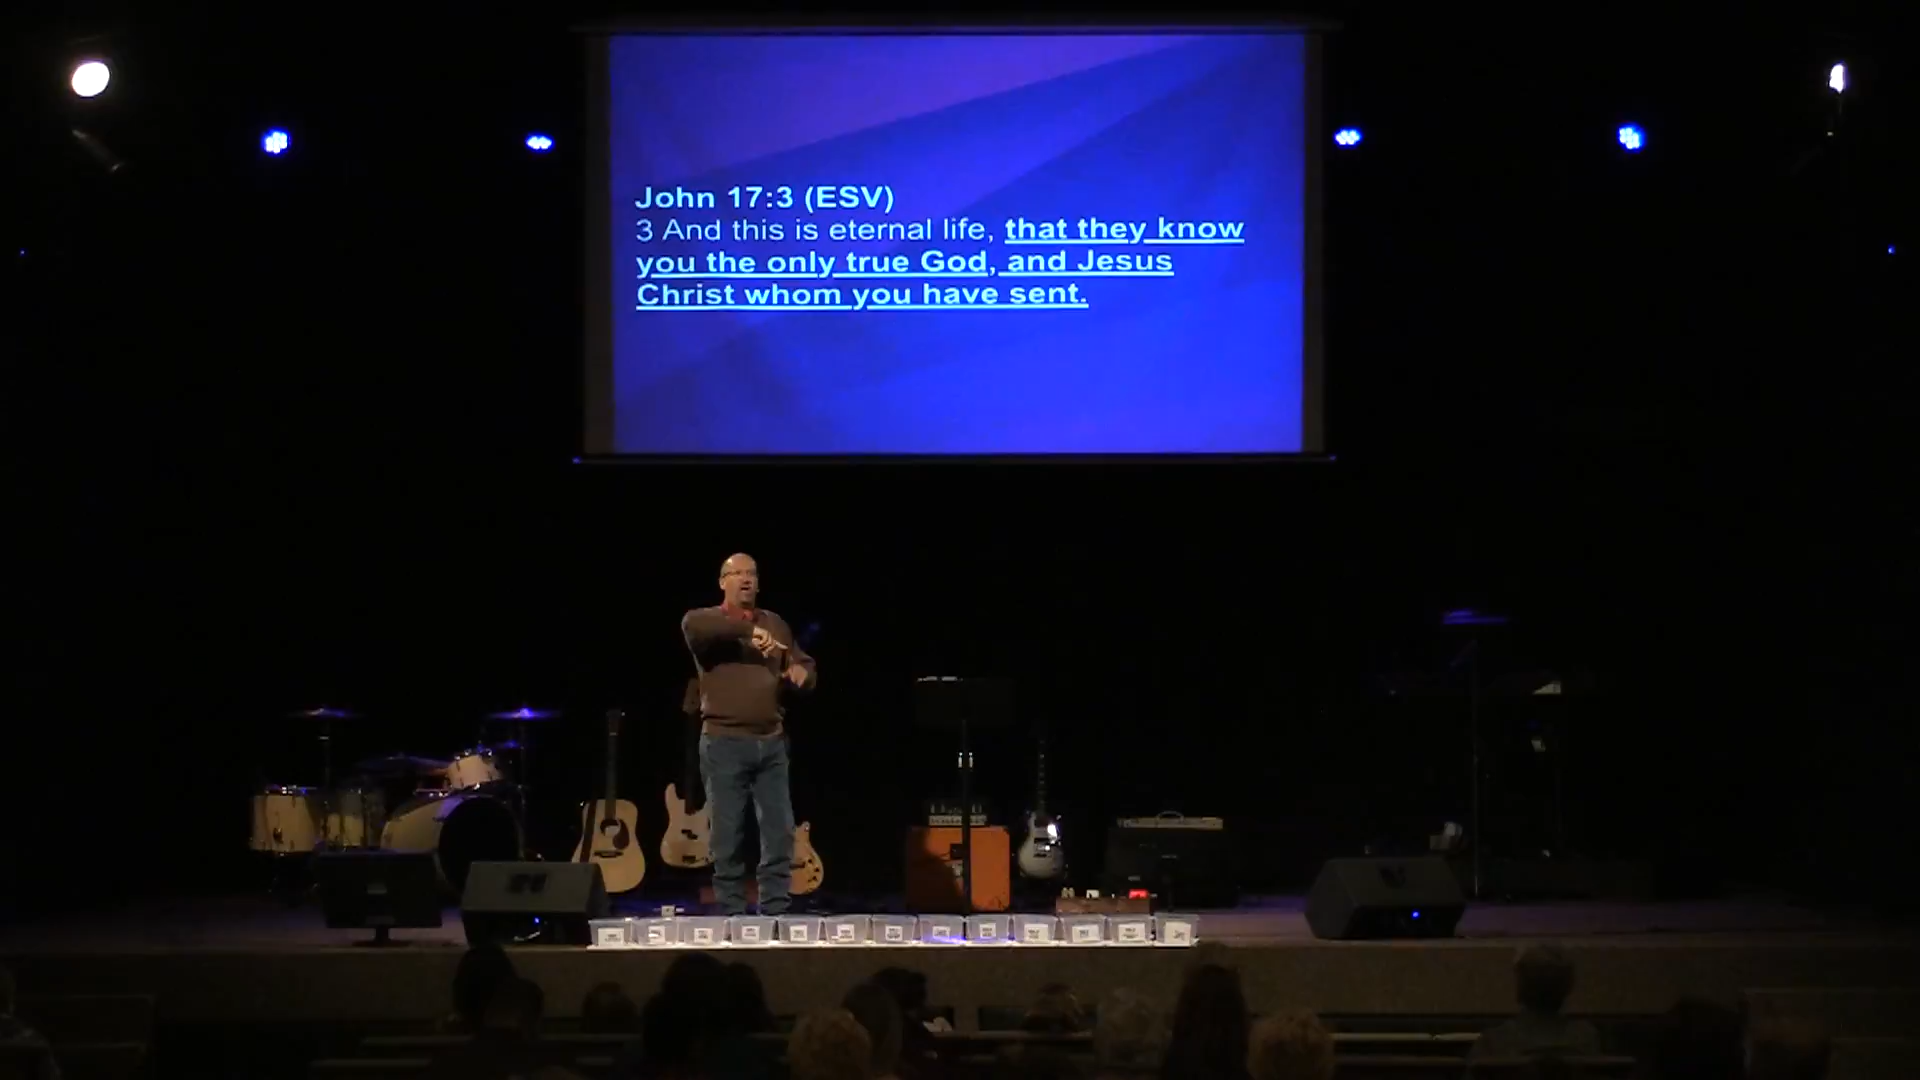 John 17:3 (ESV)
3 And this is eternal life, that they know
you the only true God, and Jesus
Christ whom you have sent.